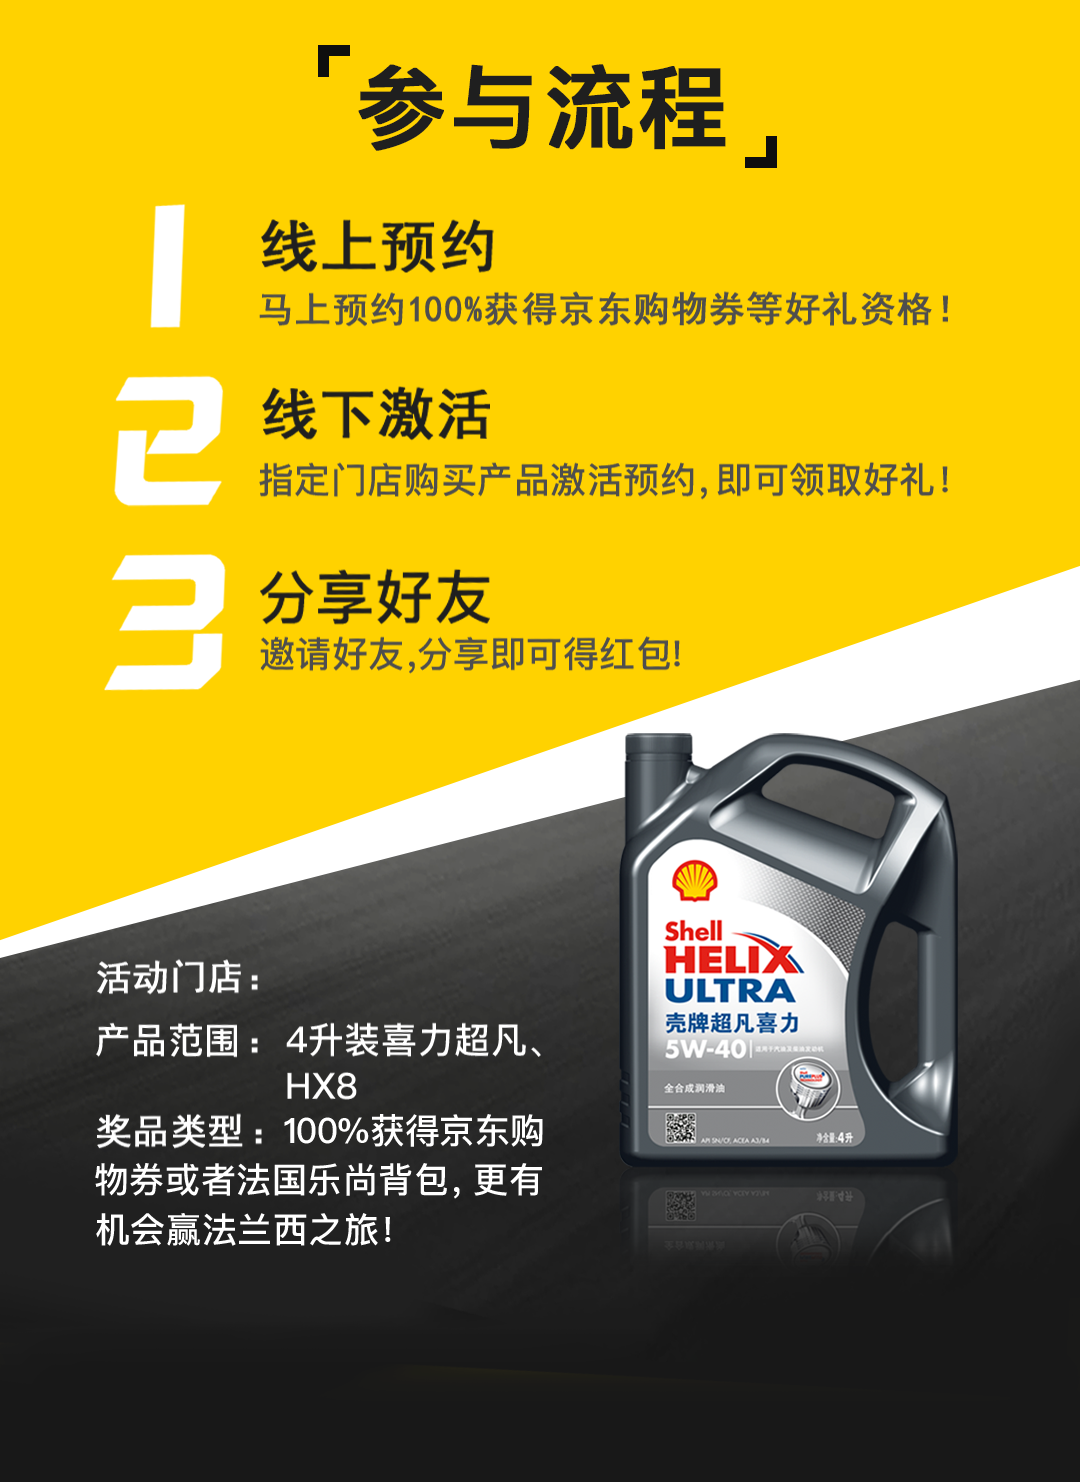 「参与流程」
1
线上预约
马上预约100%获得京东购物券等好礼资格！
2
线下激活
指定门店购买产品激活预约，即可领取好礼！
3
分享好友
邀请好友,分享即可得红包!
Shell
HELIX
ULTRA
壳牌超凡喜力
5W-40
适用于汽油及柴油发动机
全合成润滑油
API SN/CF, ACEA A3/B4
净含量:4升
活动门店：
产品范围：4升装喜力超凡、
HX8
奖品类型：100%获得京东购
物券或者法国乐尚背包，更有
机会赢法兰西之旅！